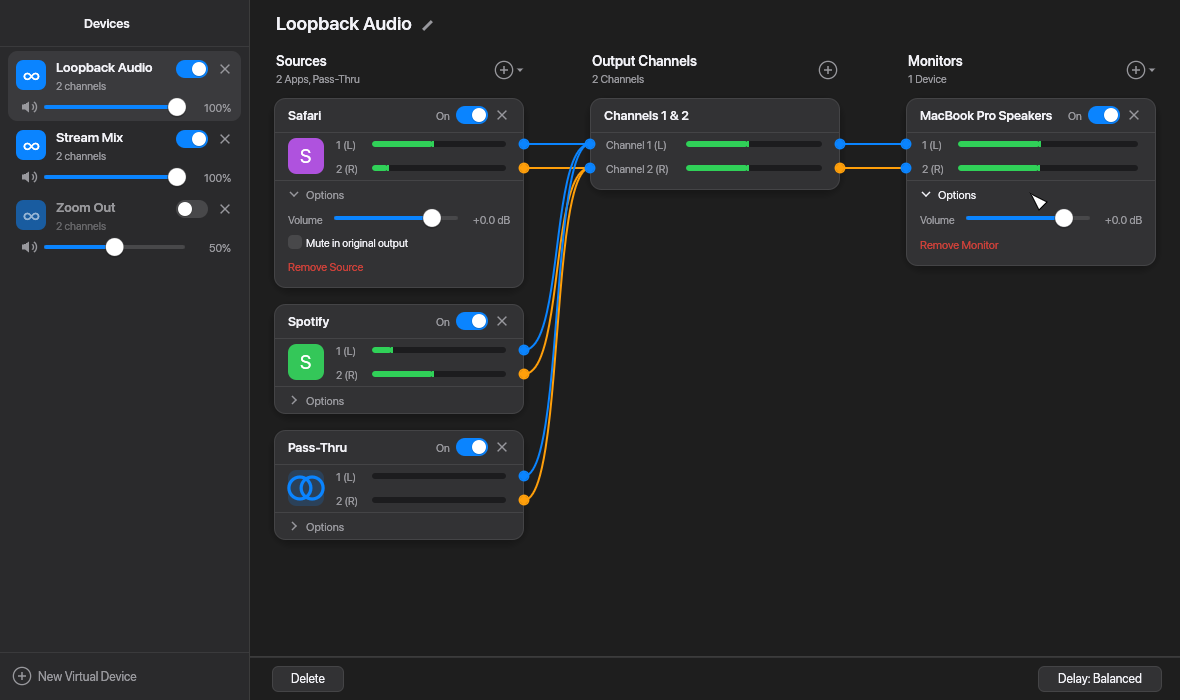 Devices
Loopback Audio
2 channels
100%
Stream Mix
2 channels
100%
Zoom Out
2 channels
50%
New Virtual Device
Loopback Audio
Sources
2 Apps, Pass-Thru
Output Channels
2 Channels
Monitors
1 Device
Safari
On
S
1 (L)
2 (R)
Options
Volume
+0.0 dB
Mute in original output
Remove Source
Spotify
On
S
1 (L)
2 (R)
Options
Pass-Thru
On
1 (L)
2 (R)
Options
Channels 1 & 2
Channel 1 (L)
Channel 2 (R)
MacBook Pro Speakers
On
1 (L)
2 (R)
Options
Volume
+0.0 dB
Remove Monitor
Delete
Delay: Balanced